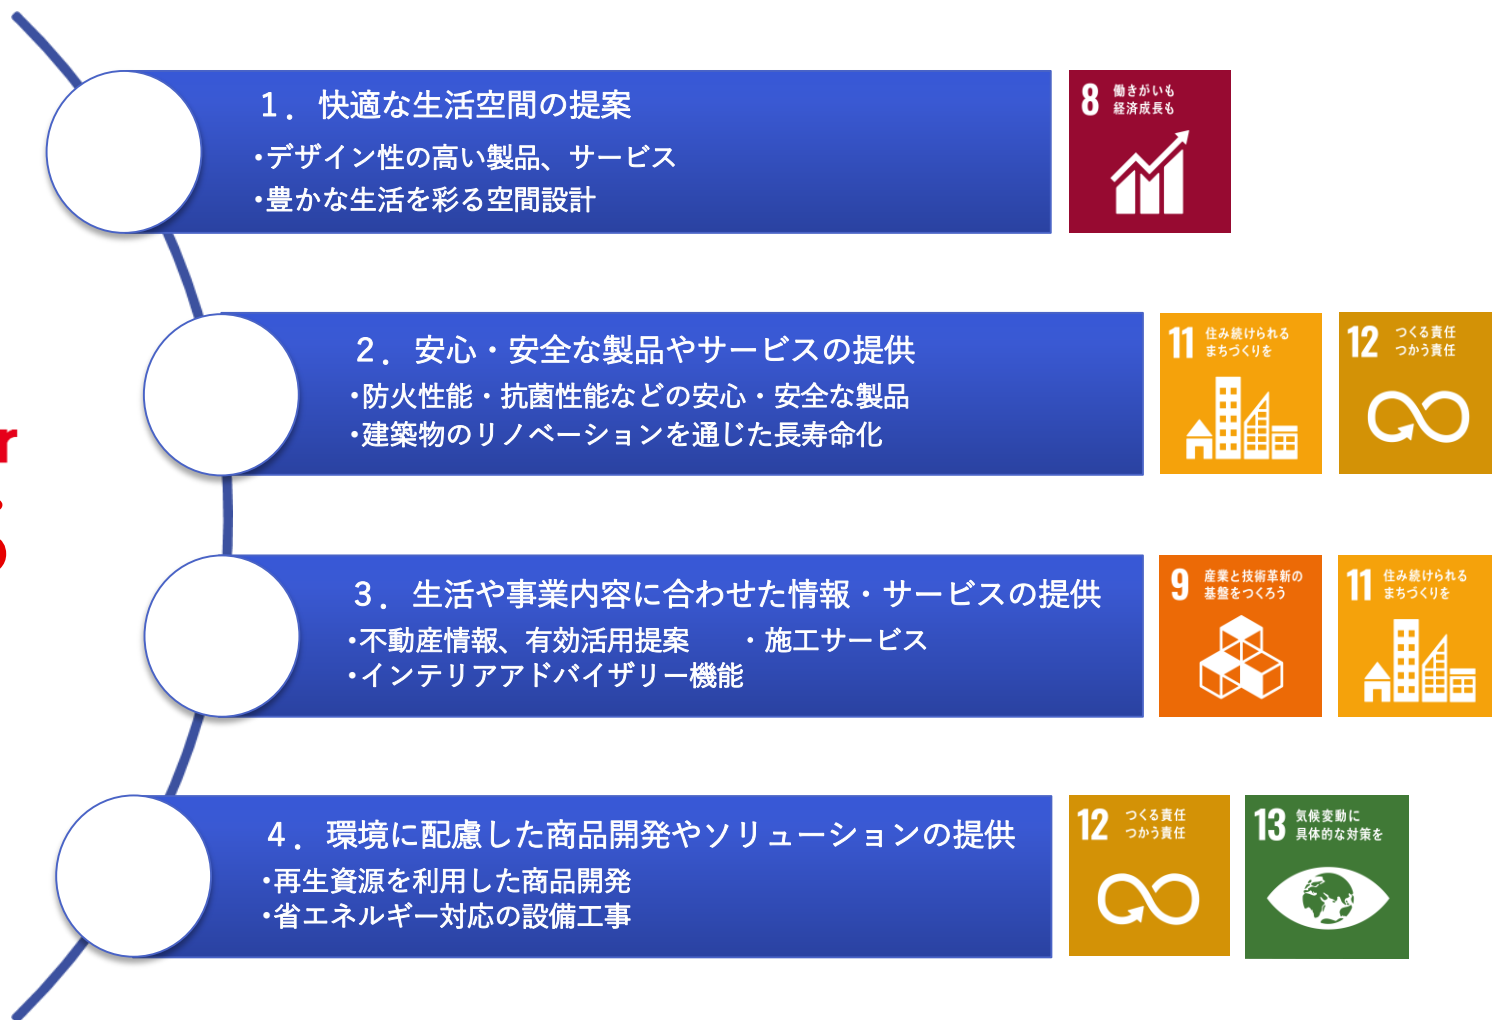 1．快適な生活空間の提案
・デザイン性の高い製品、サービス
・豊かな生活を彩る空間設計
8 働きがいも
経済成長も
2．安心・安全な製品やサービスの提供
・防火性能・抗菌性能などの安心・安全な製品
・建築物のリノベーションを通じた長寿命化
11 住み続けられる
まちづくりを
12 つくる責任
つかう責任
r
3．生活や事業内容に合わせた情報・サービスの提供
・不動産情報、有効活用提案　・施工サービス
・インテリアアドバイザリー機能
9 産業と技術革新の
基盤をつくろう
11 住み続けられる
まちづくりを
4．環境に配慮した商品開発やソリューションの提供
・再生資源を利用した商品開発
・省エネルギー対応の設備工事
12 つくる責任
つかう責任
13 気候変動に
具体的な対策を